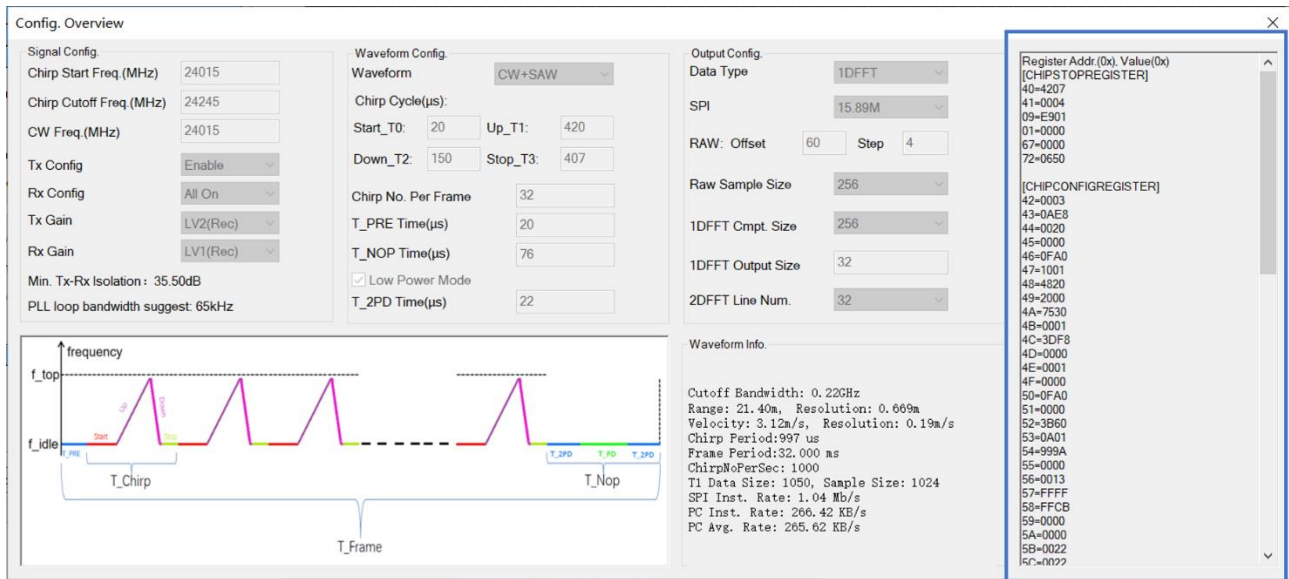 Config. Overview
Signal Config.
Chirp Start Freq.(MHz) 24015
Chirp Cutoff Freq.(MHz) 24245
CW Freq.(MHz) 24015
Tx Config Enable
Rx Config All On
Tx Gain LV2(Rec)
Rx Gain LV1(Rec)
Min. Tx-Rx Isolation : 35.50dB
PLL loop bandwidth suggest: 65kHz
Waveform Config.
Waveform CW+SAW
Chirp Cycle(μs):
Start_T0: 20 Up_T1: 420
Down_T2: 150 Stop_T3: 407
Chirp No. Per Frame 32
T_PRE Time(μs) 20
T_NOP Time(μs) 76
Low Power Mode
T_2PD Time(μs) 22
Output Config.
Data Type 1DFFT
SPI 15.89M
RAW: Offset 60 Step 4
Raw Sample Size 256
1DFFT Cmpt. Size 256
1DFFT Output Size 32
2DFFT Line Num. 32
frequency
f_top
Up Down
f_idle
Start Stop
T_PRE
T_2PD T_PD T_2PD
T_Chirp T_Nop
T_Frame
Waveform Info.
Cutoff Bandwidth: 0.22GHz
Range: 21.40m, Resolution: 0.669m
Velocity: 3.12m/s, Resolution: 0.19m/s
Chirp Period:997 us
Frame Period:32.000 ms
ChirpNoPerSec: 1000
T1 Data Size: 1050, Sample Size: 1024
SPI Inst. Rate: 1.04 Mb/s
PC Inst. Rate: 266.42 KB/s
PC Avg. Rate: 265.62 KB/s
Register Addr.(0x), Value(0x)
[CHIPSTOPREGISTER]
40=4207
41=0004
09=E901
01=0000
67=0000
72=0650
[CHIPCONFIGREGISTER]
42=0003
43=0AE8
44=0020
45=0000
46=0FA0
47=1001
48=4820
49=2000
4A=7530
4B=0001
4C=3DF8
4D=0000
4E=0001
4F=0000
50=0FA0
51=0000
52=3B60
53=0A01
54=999A
55=0000
56=0013
57=FFFF
58=FFCB
59=0000
5A=0000
5B=0022
5C=0022